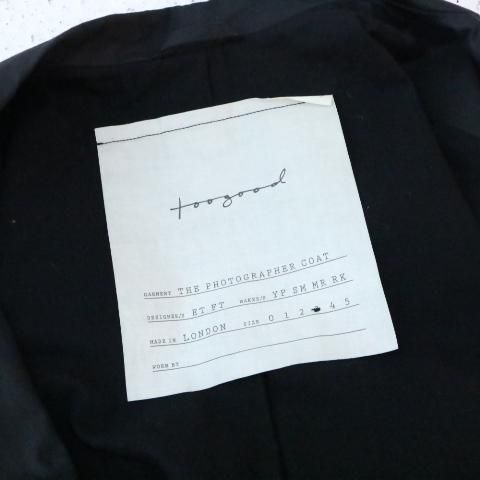 toogood
GARMENT THE PHOTOGRAPHER COAT
DESIGNER/S ET FT MAKER/S YP SM MR RK
MADE IN LONDON SIZE 0 1 2 4 5
WORN BY